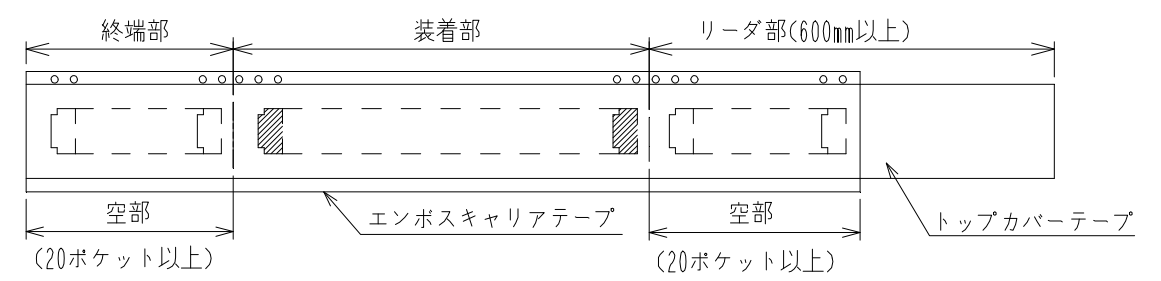 終端部
装着部
リーダ部(600mm以上)
空部
(20ポケット以上)
エンボスキャリアテープ
空部
(20ポケット以上)
トップカバーテープ